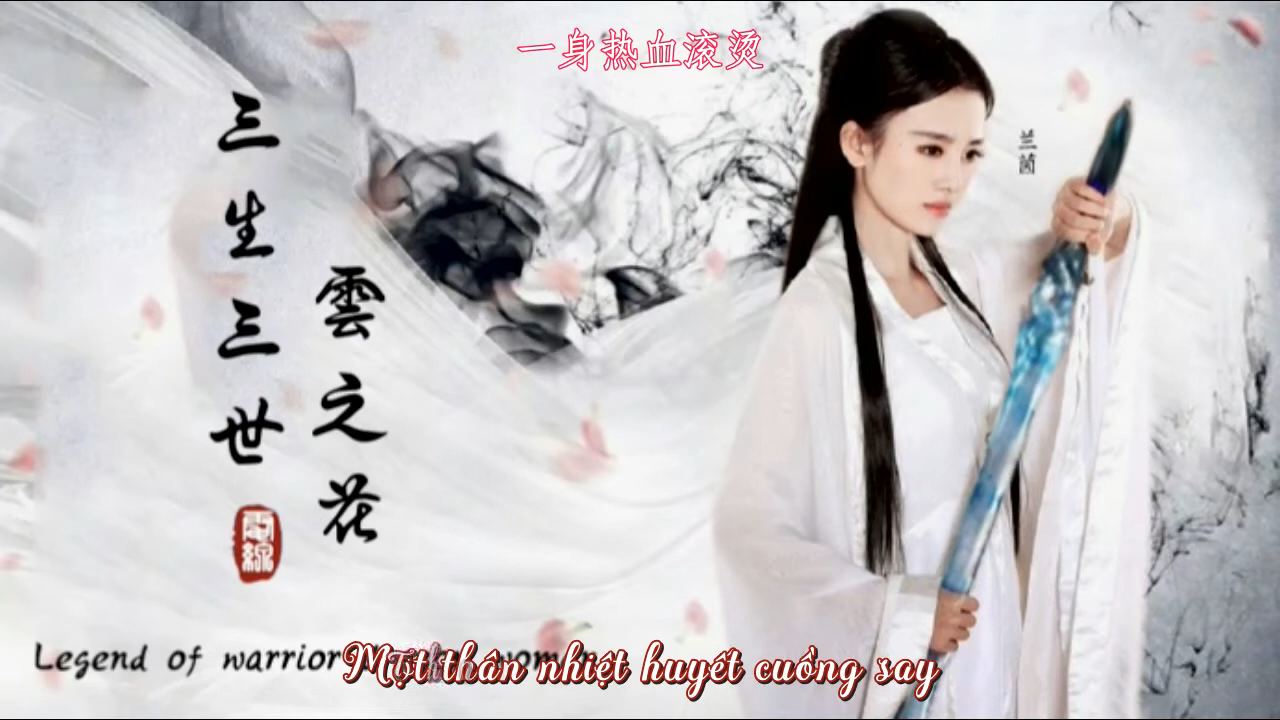 一身热血滚烫
三生三世
雲之花
兰茵
Legend of warrior
Một thân nhiệt huyết cuồng say